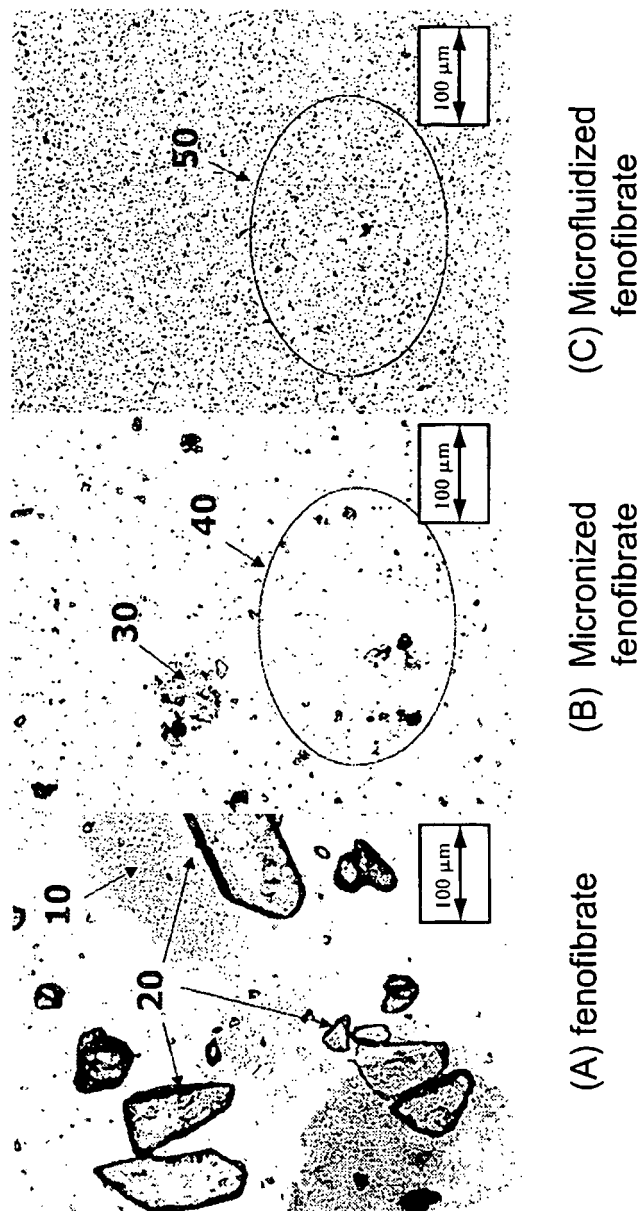 10
20
100 µm
(A) fenofibrate
30
40
100 µm
(B) Micronized
fenofibrate
50
100 µm
(C) Microfluidized
fenofibrate